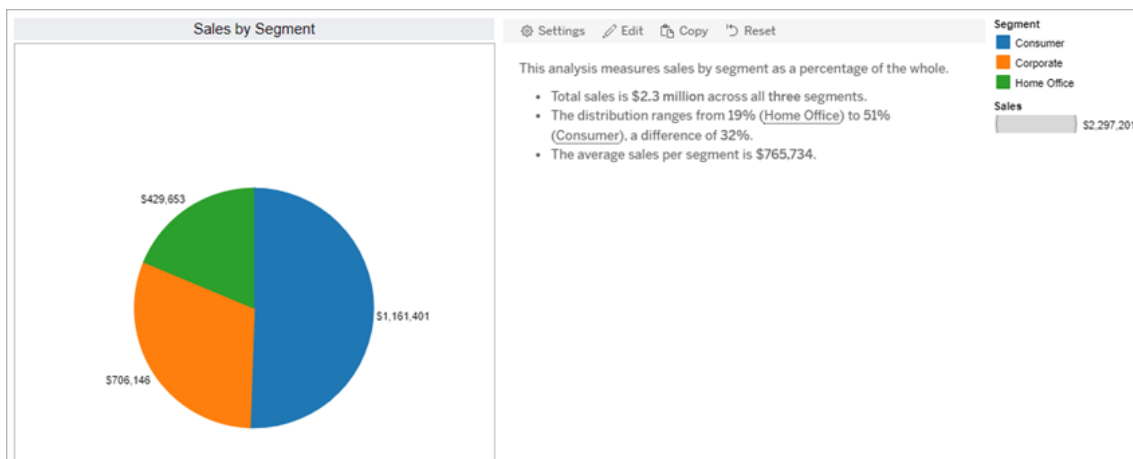 Sales by Segment
$429,653
$1,161,401
$706,146
Settings Edit Copy Reset
This analysis measures sales by segment as a percentage of the whole.
• Total sales is $2.3 million across all three segments.
• The distribution ranges from 19% (Home Office) to 51%
(Consumer), a difference of 32%.
• The average sales per segment is $765,734.
Segment
Consumer
Corporate
Home Office
Sales
$2,297,201